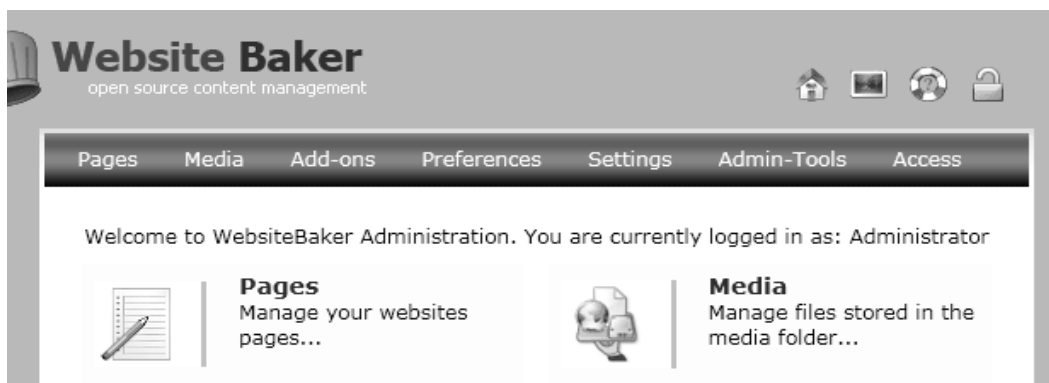 Website Baker
open source content management
Pages Media Add-ons Preferences Settings Admin-Tools Access
Welcome to WebsiteBaker Administration. You are currently logged in as: Administrator
Pages
Manage your websites
pages...
Media
Manage files stored in the
media folder...